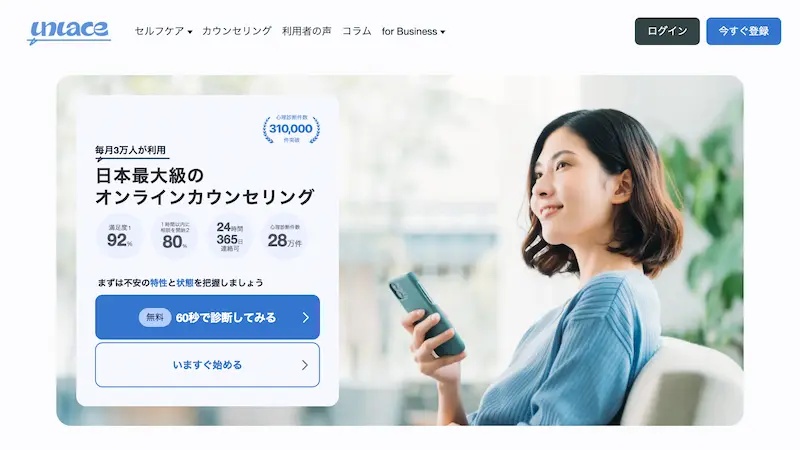 unlace
セルフケア カウンセリング 利用者の声 コラム for Business
ログイン
今すぐ登録
心理診断件数
310,000
件突破
毎月3万人が利用
日本最大級の
オンラインカウンセリング
満足度1
92%
1時間以内に
相談を開始2
80%
24時間
365日
連絡可
心理診断件数
28万件
まずは不安の特性と状態を把握しましょう
無料 60秒で診断してみる
いますぐ始める